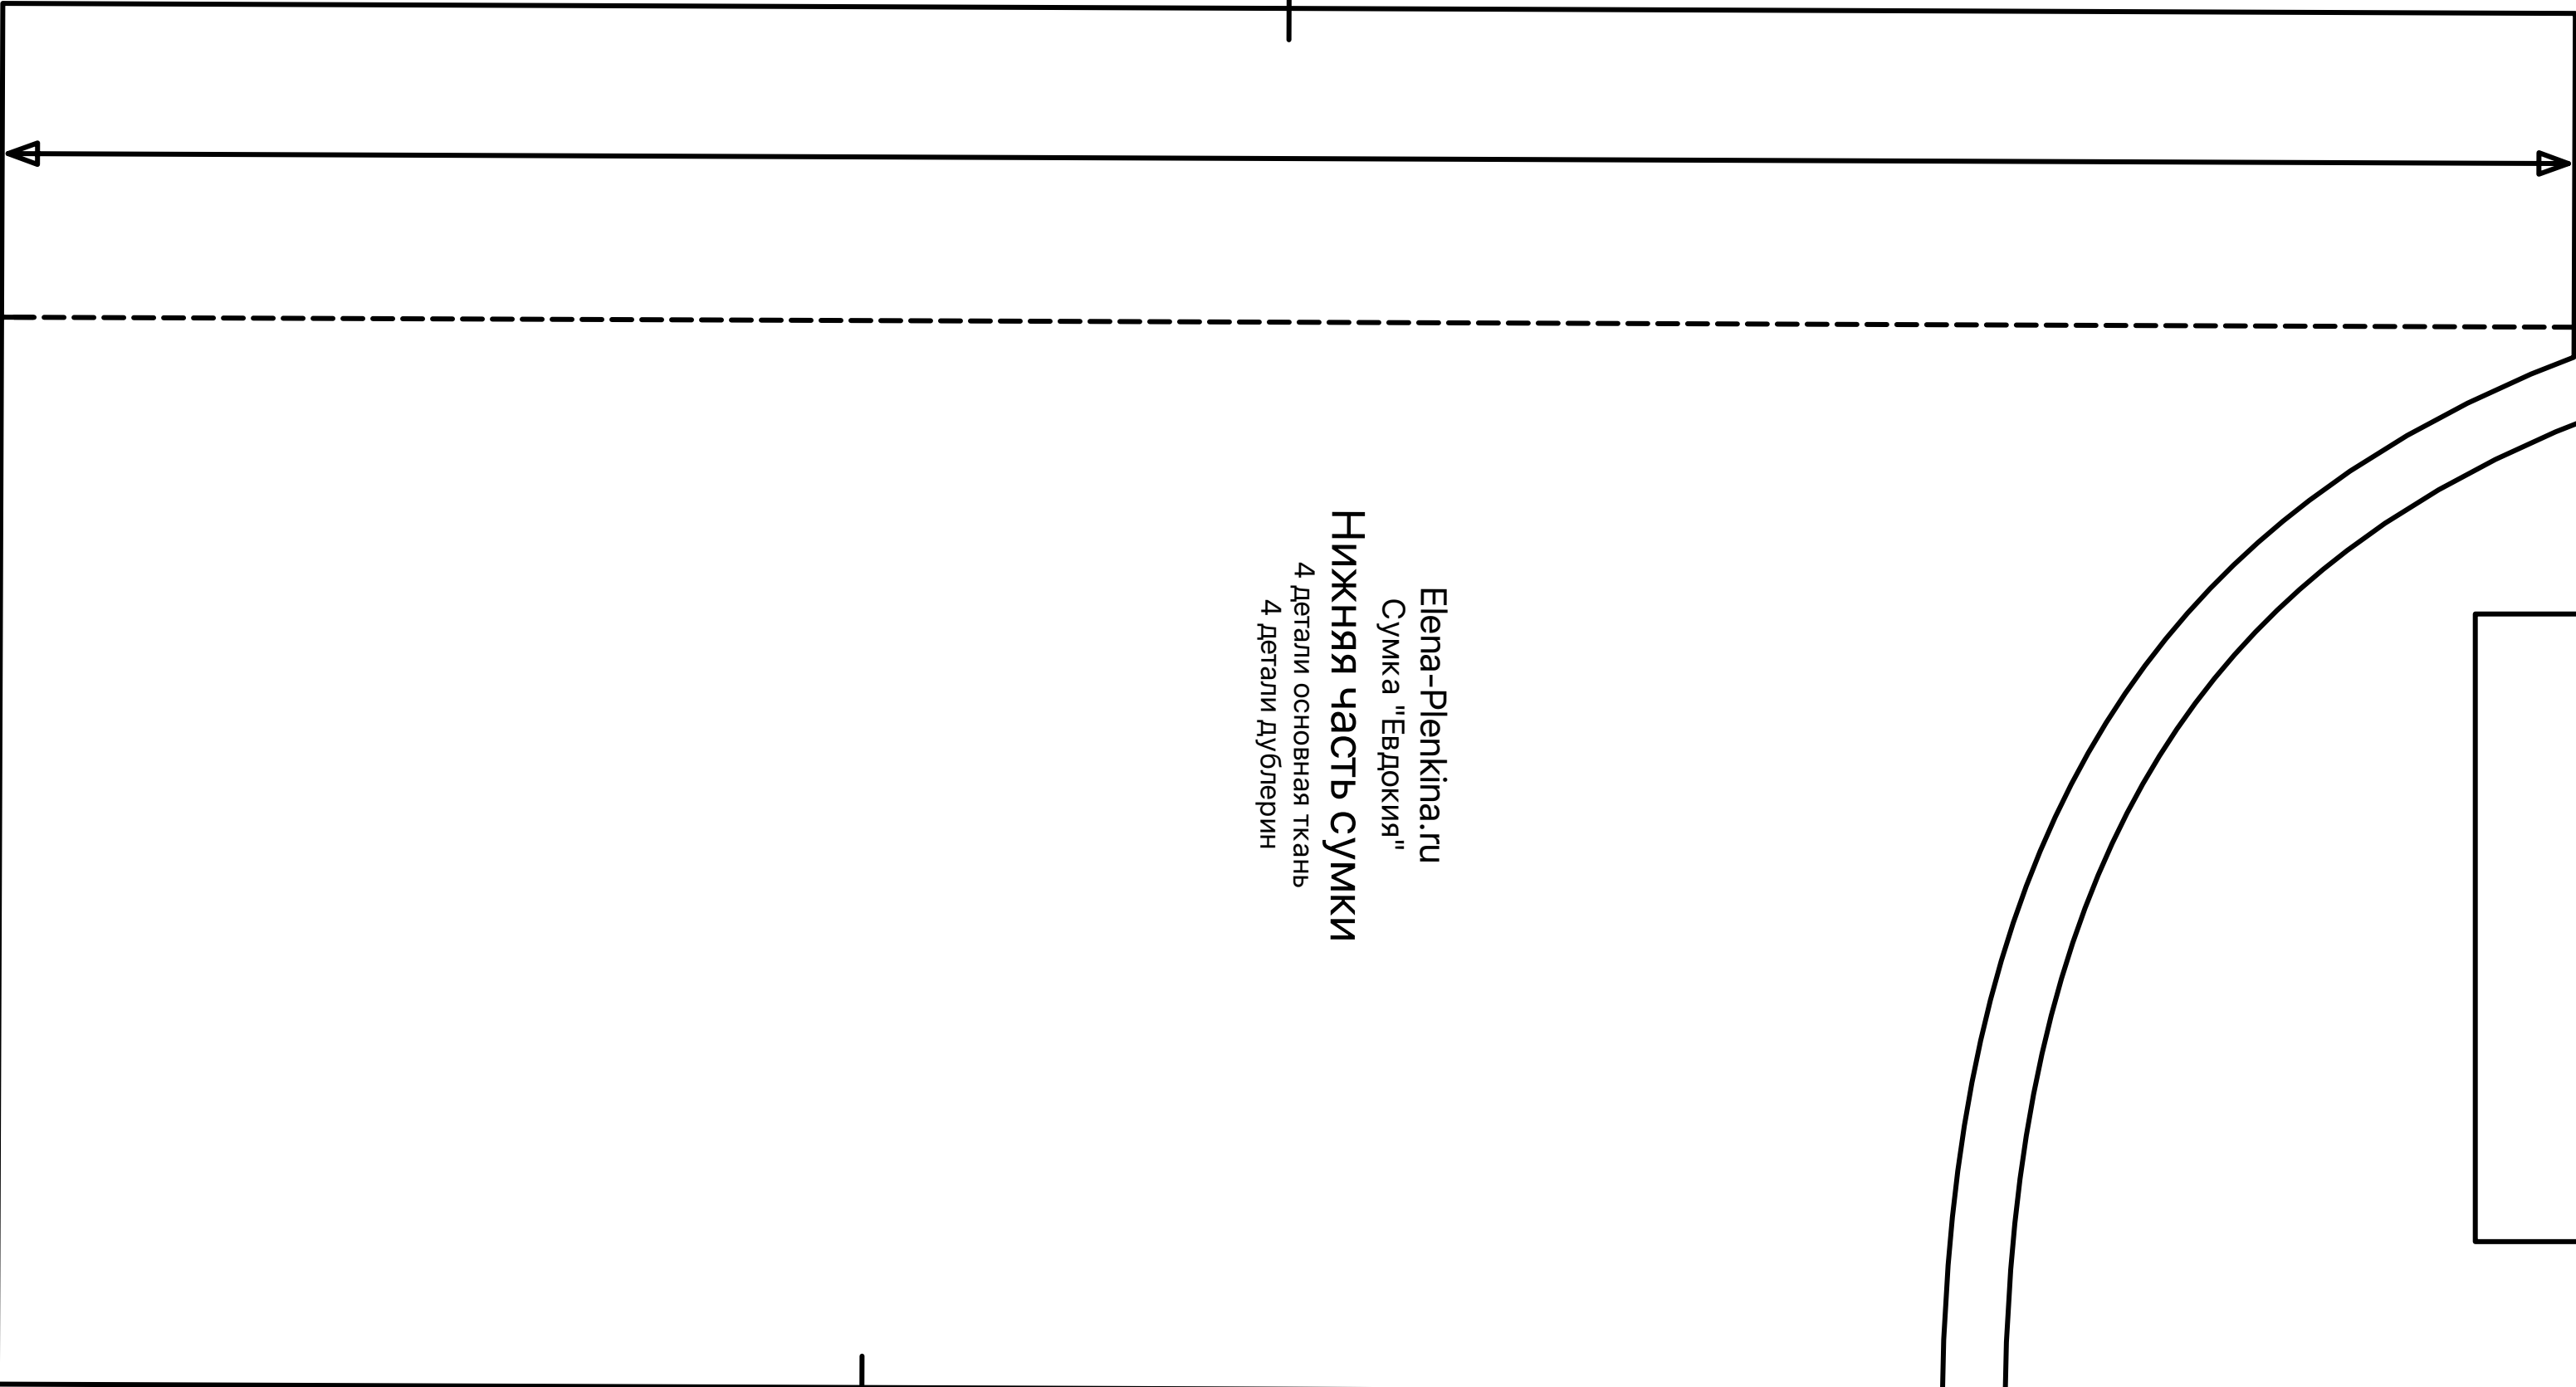 Elena-Plenkina.ru
Сумка "Евдокия"
Нижняя часть сумки
4 детали основная ткань
4 детали дублерин